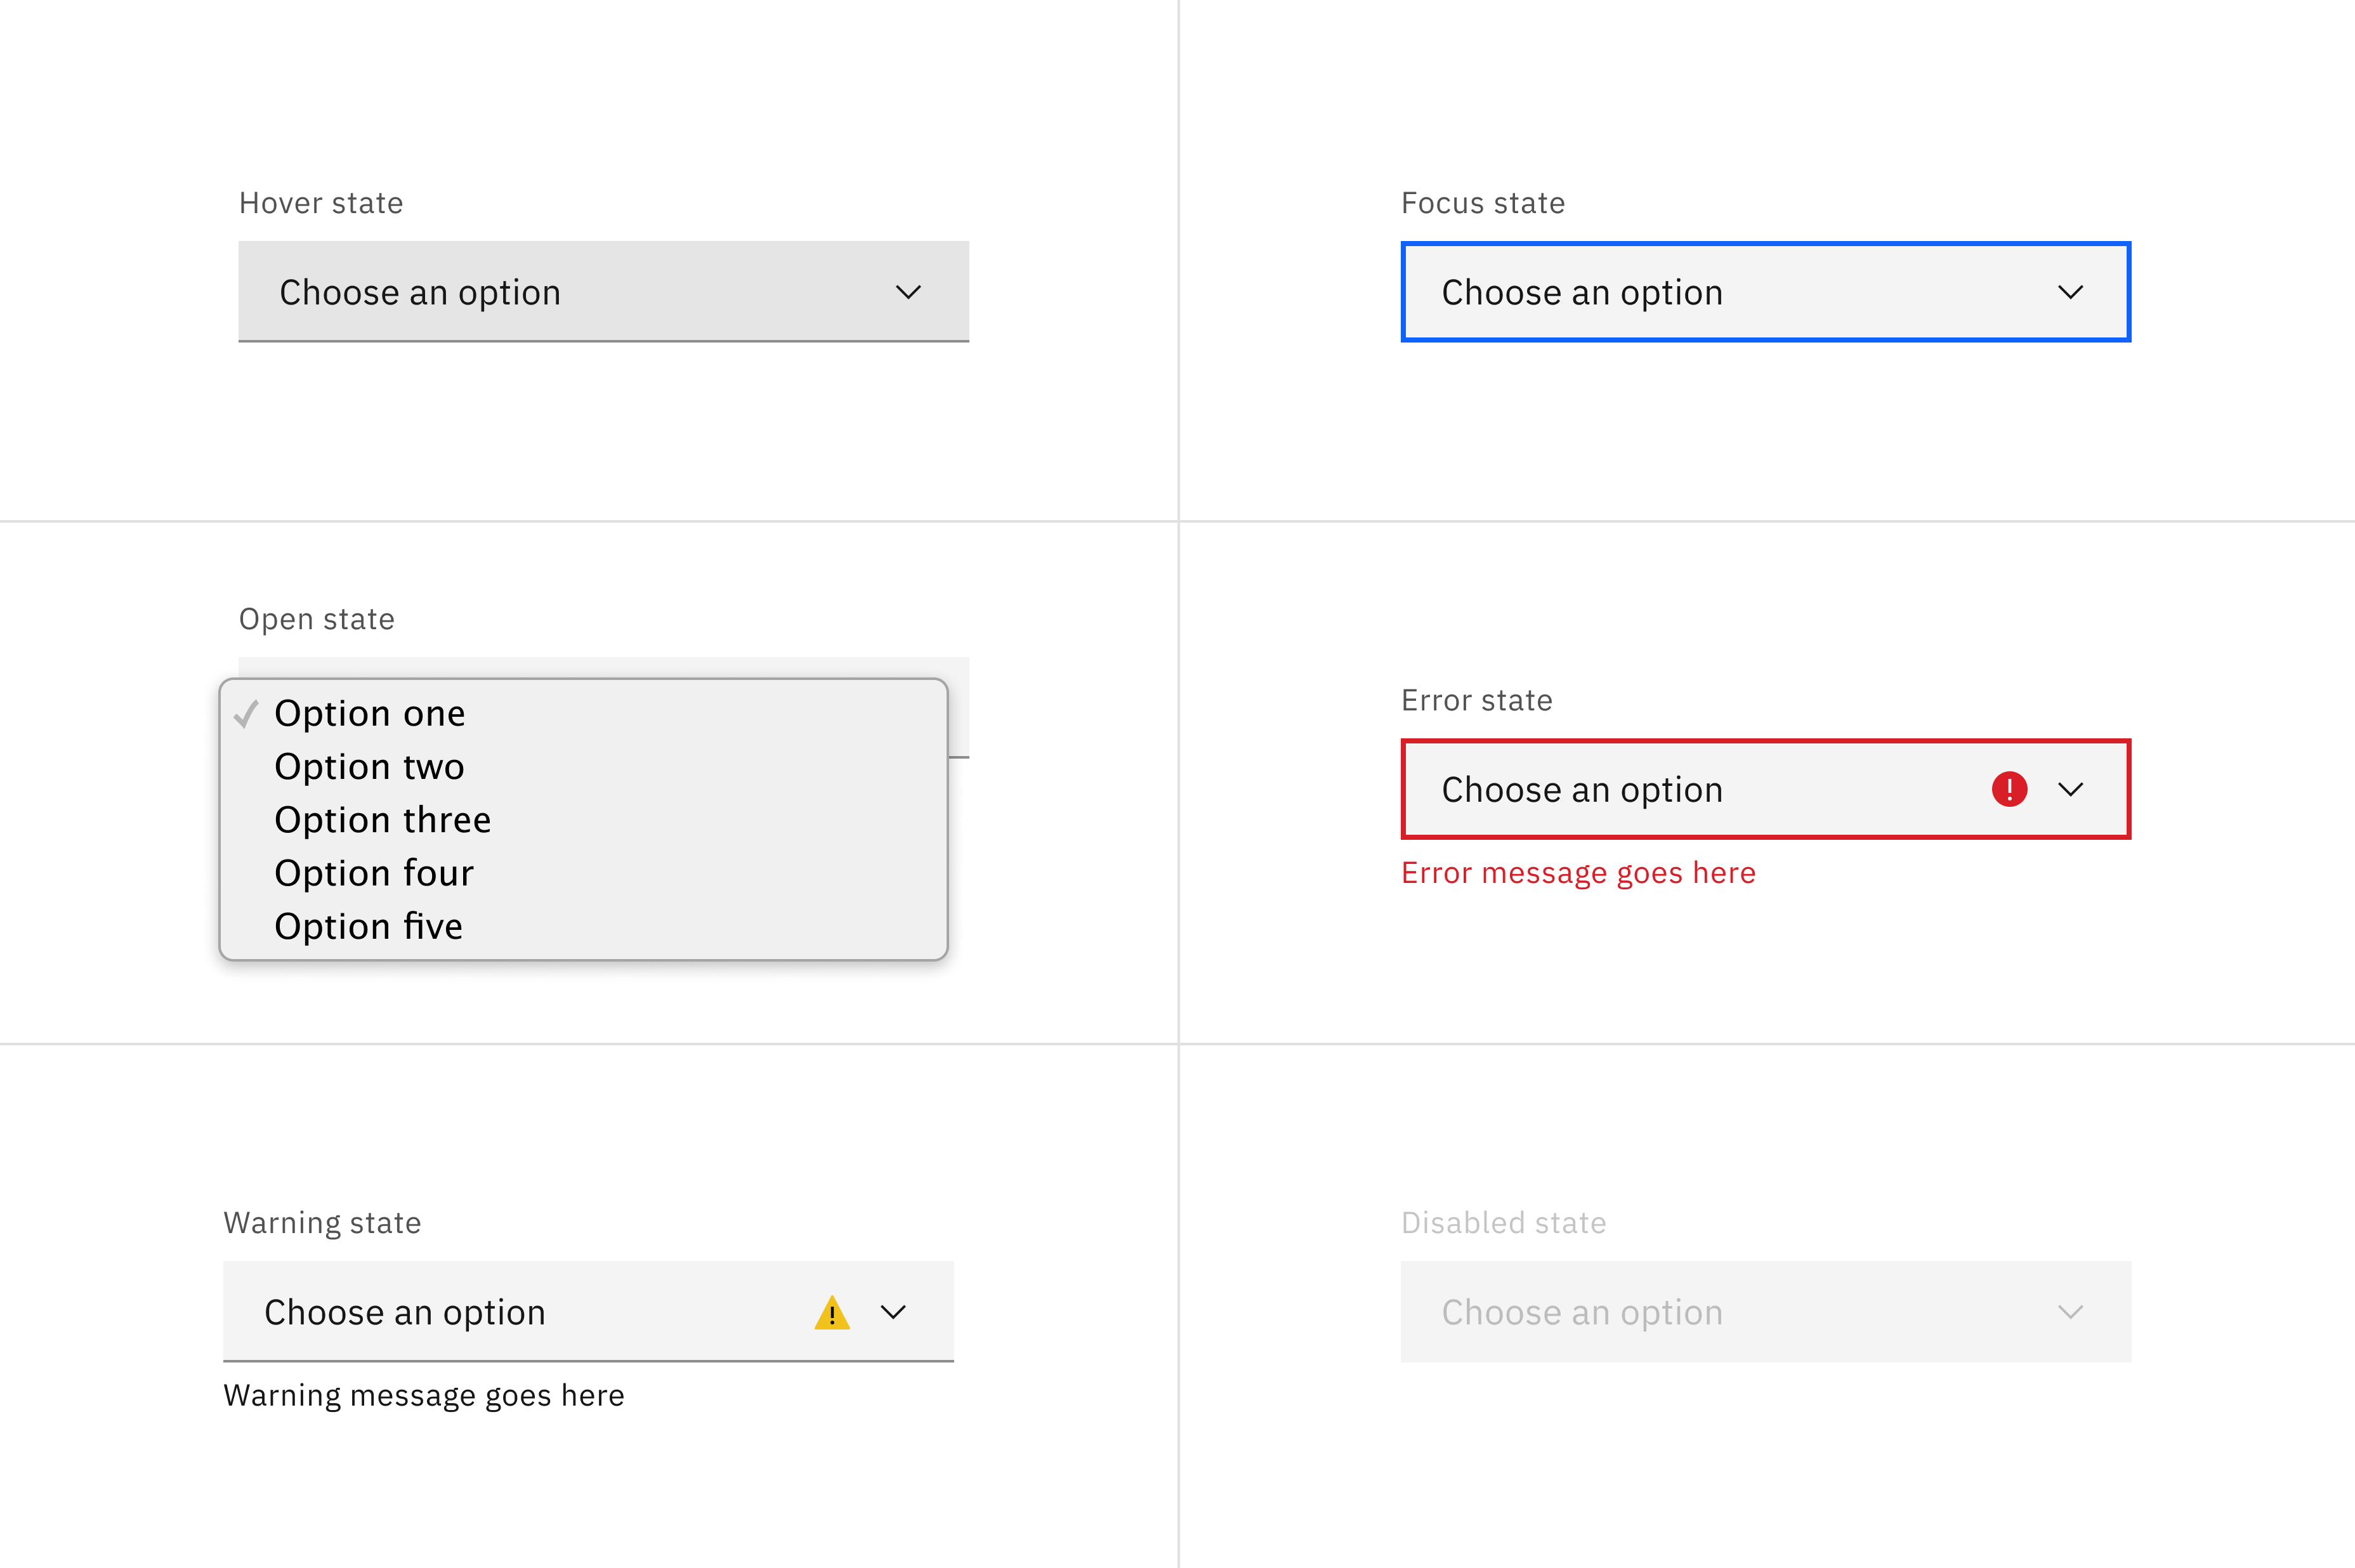 Hover state
Choose an option
Focus state
Choose an option
Open state
Option one
Option two
Option three
Option four
Option five
Error state
Choose an option
Error message goes here
Warning state
Choose an option
Warning message goes here
Disabled state
Choose an option